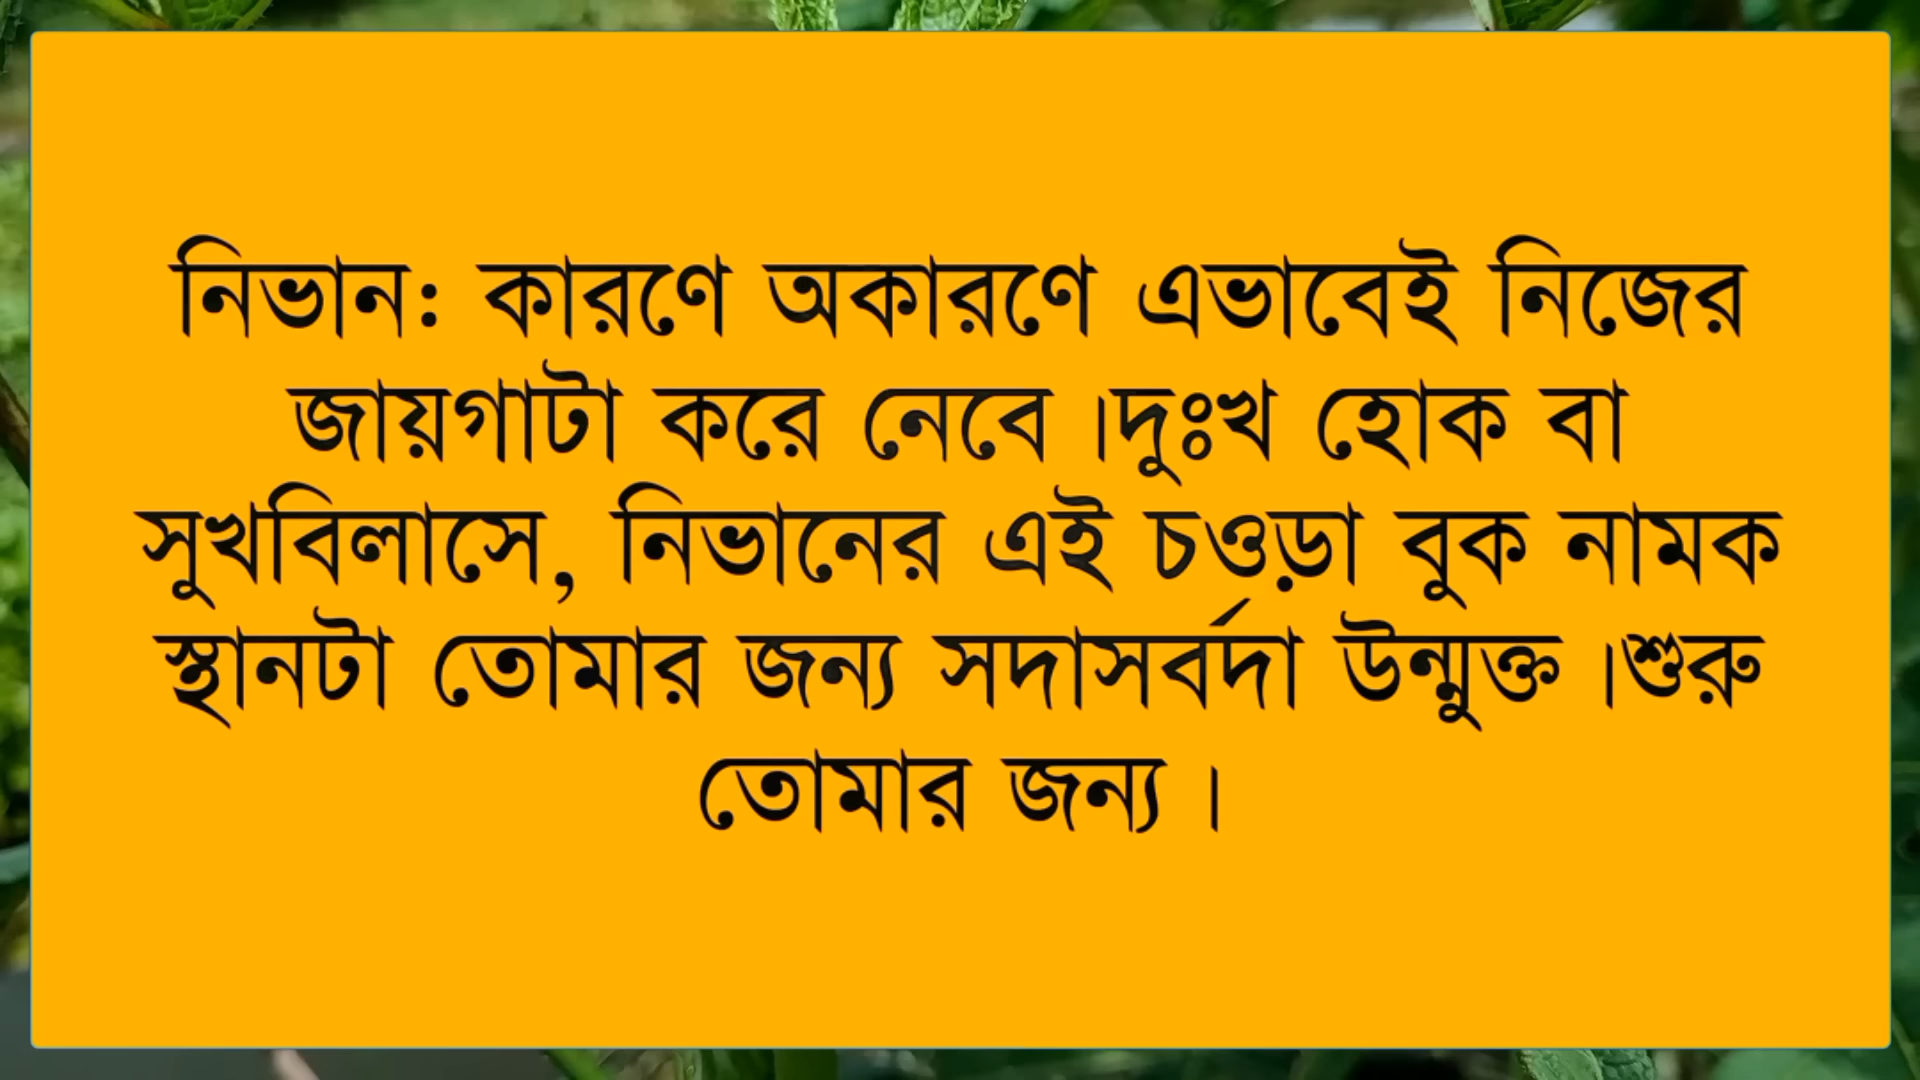 নিভান: কারণে অকারণে এভাবেই নিজের
জায়গাটা করে নেবে ।দুঃখ হোক বা
সুখবিলাসে, নিভানের এই চওড়া বুক নামক
স্থানটা তোমার জন্য সদাসর্বদা উন্মুক্ত ।শুরু
তোমার জন্য ।